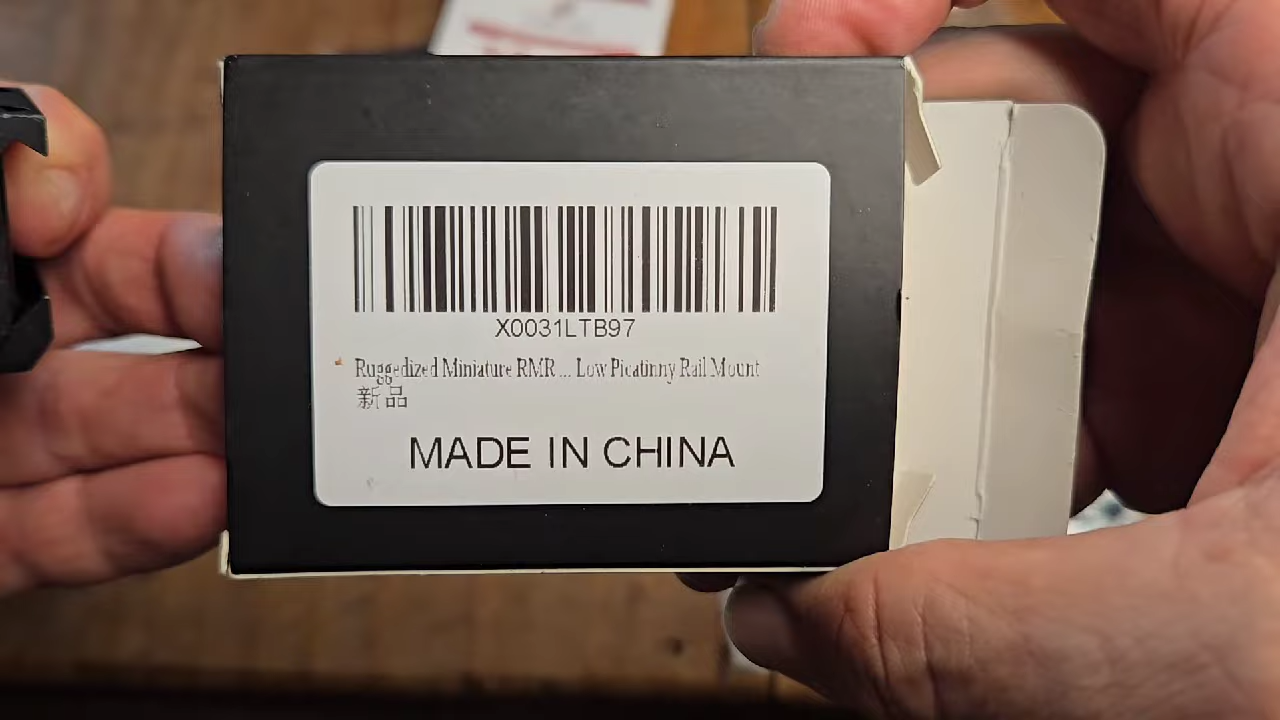 X0031LTB97
Ruggedized Miniature RMR ... Low Picatinny Rail Mount
新品
MADE IN CHINA